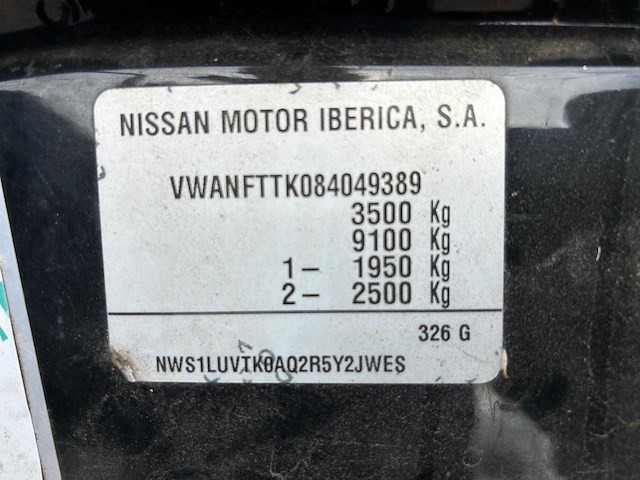 NISSAN MOTOR IBERICA, S.A.
VWANFTTK084049389
3500 Kg
9100 Kg
1– 1950 Kg
2– 2500 Kg
326 G
NWS1LUVTK0AQ2R5Y2JWES